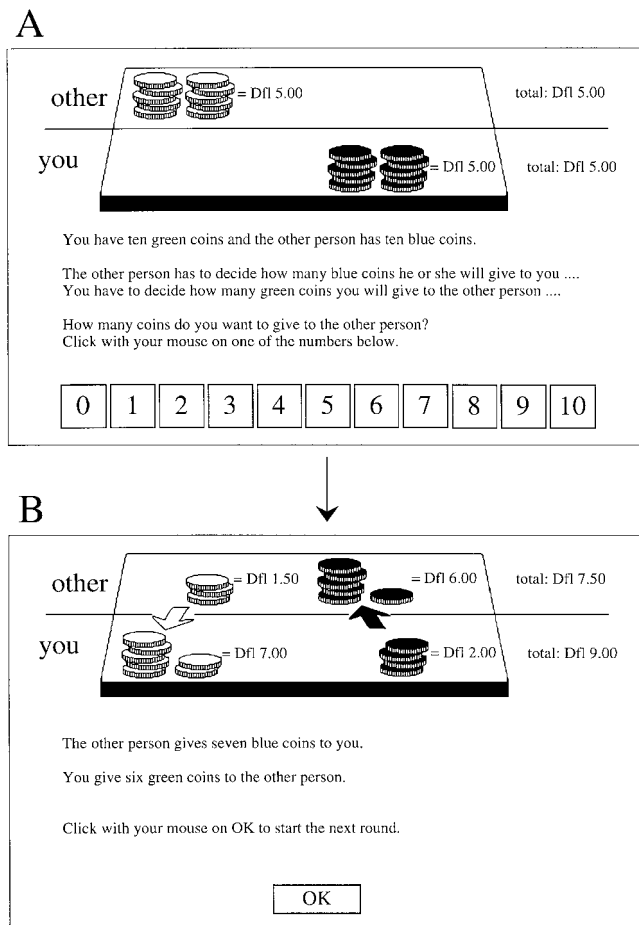 A
other
= Dfl 5.00
total: Dfl 5.00
you
= Dfl 5.00
total: Dfl 5.00
You have ten green coins and the other person has ten blue coins.
The other person has to decide how many blue coins he or she will give to you ....
You have to decide how many green coins you will give to the other person ....
How many coins do you want to give to the other person?
Click with your mouse on one of the numbers below.
0 1 2 3 4 5 6 7 8 9 10
B
other
= Dfl 1.50
= Dfl 6.00
total: Dfl 7.50
you
= Dfl 7.00
= Dfl 2.00
total: Dfl 9.00
The other person gives seven blue coins to you.
You give six green coins to the other person.
Click with your mouse on OK to start the next round.
OK